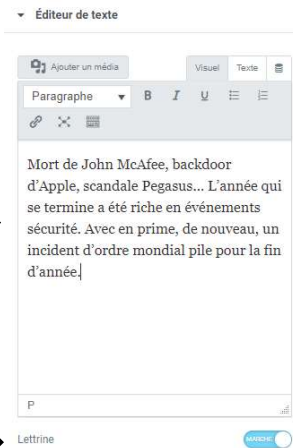 Éditeur de texte
Ajouter un média
Visuel Texte
Paragraphe B I U
Mort de John McAfee, backdoor
d'Apple, scandale Pegasus... L'année qui
se termine a été riche en événements
sécurité. Avec en prime, de nouveau, un
incident d'ordre mondial pile pour la fin
d'année.
P
Lettrine MARCHE